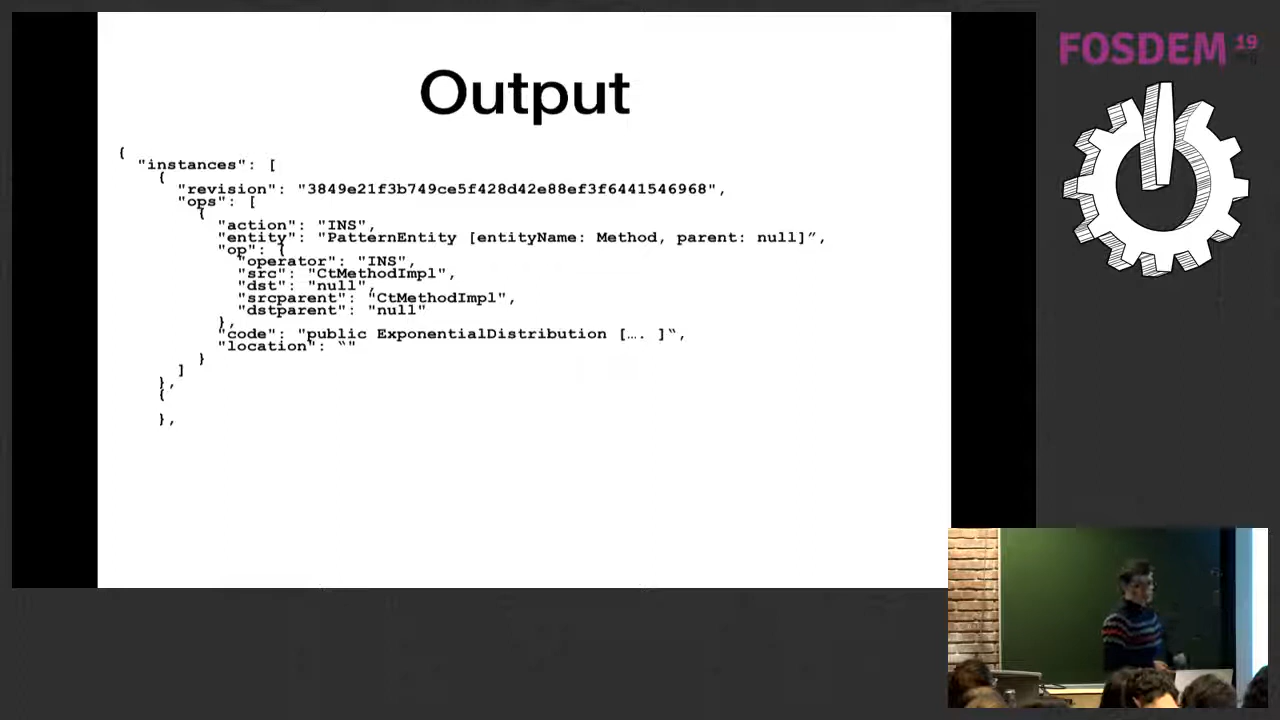 Output
{
"instances": [
{
"revision": "3849e21f3b749ce5f428d42e88ef3f6441546968",
"ops": [
{
"action": "INS",
"entity": "PatternEntity [entityName: Method, parent: null]”,
"op": {
"operator": "INS",
"src": "CtMethodImpl",
"dst": "null",
"srcparent": "CtMethodImpl",
"dstparent": "null"
},
"code": "public ExponentialDistribution […. ]“,
"location": “"
}
]
},
{
},
FOSDEM 19